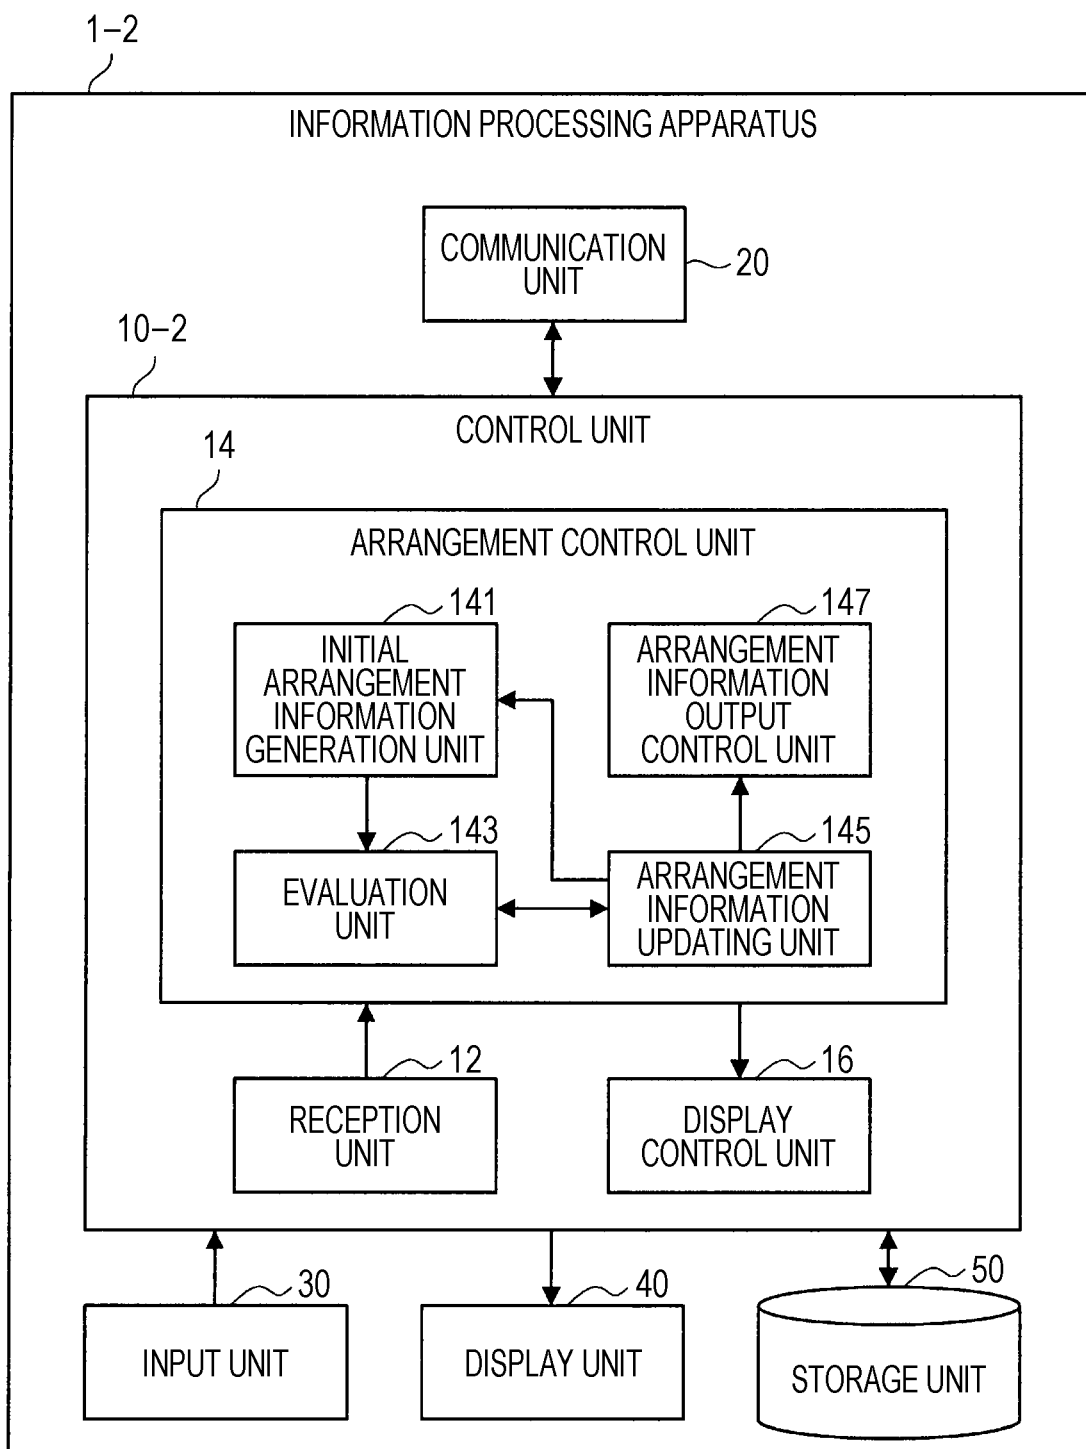 1-2
INFORMATION PROCESSING APPARATUS
COMMUNICATION
UNIT
20
10-2
CONTROL UNIT
14
ARRANGEMENT CONTROL UNIT
141
INITIAL
ARRANGEMENT
INFORMATION
GENERATION UNIT
147
ARRANGEMENT
INFORMATION
OUTPUT
CONTROL UNIT
143
EVALUATION
UNIT
145
ARRANGEMENT
INFORMATION
UPDATING UNIT
12
RECEPTION
UNIT
16
DISPLAY
CONTROL UNIT
30
INPUT UNIT
40
DISPLAY UNIT
50
STORAGE UNIT